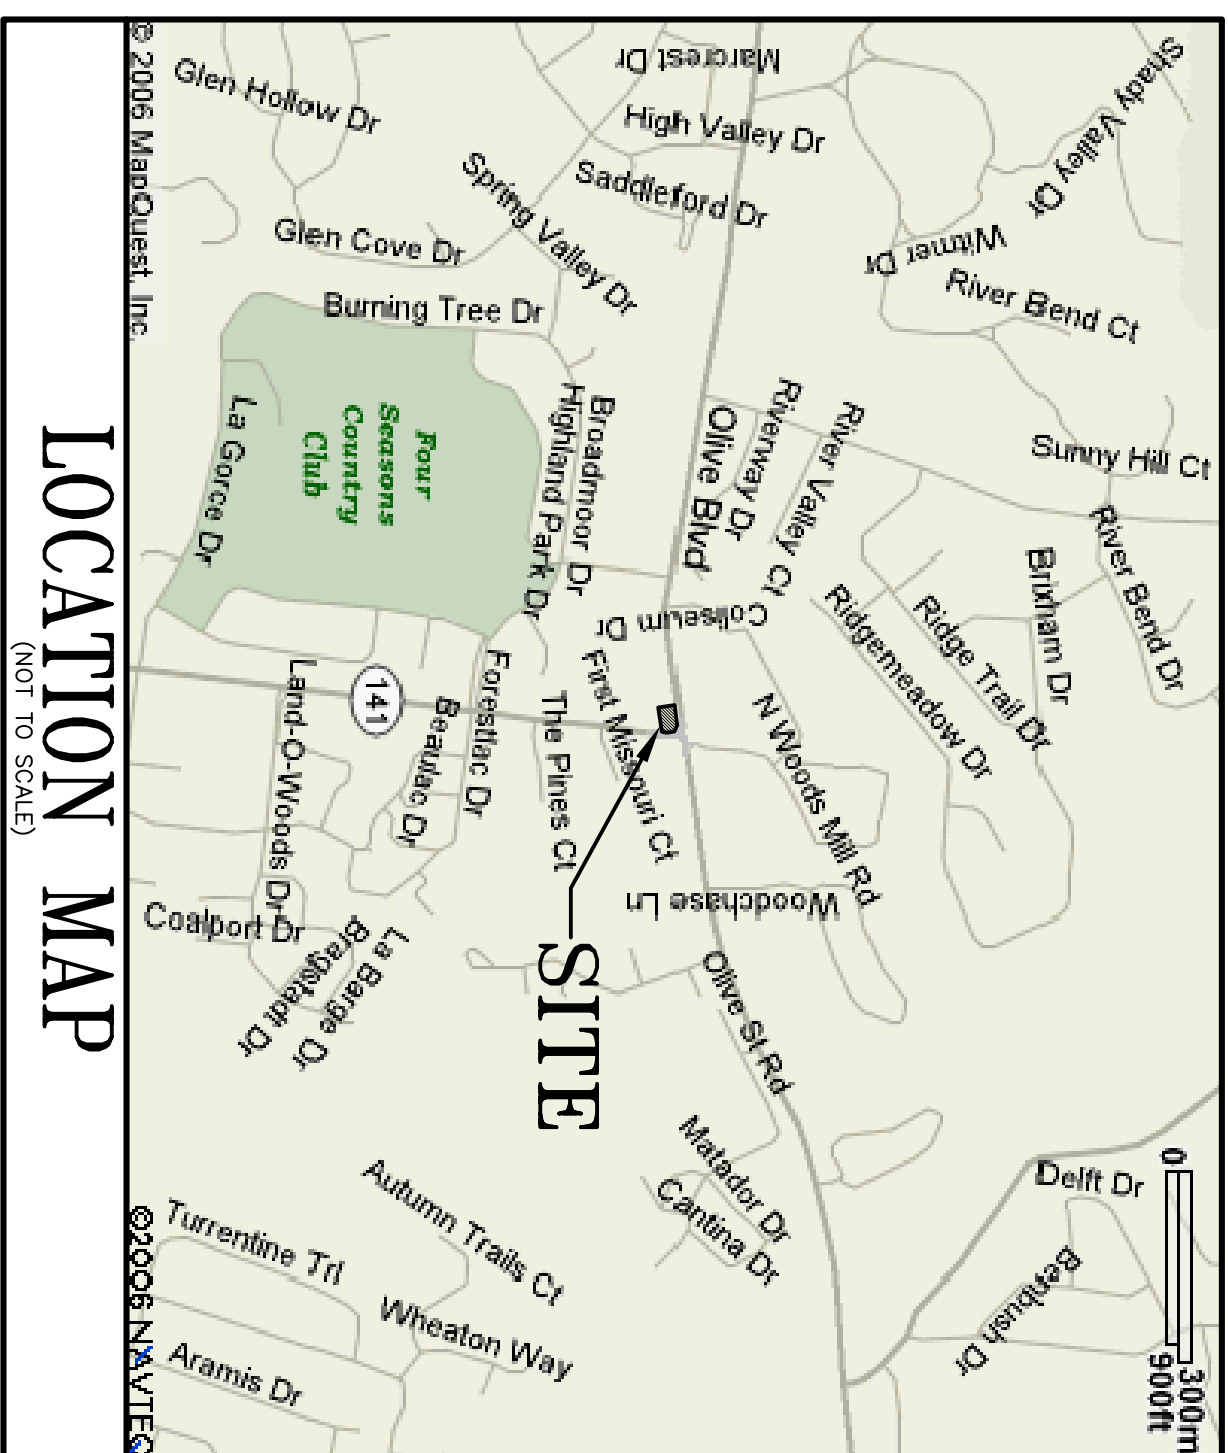 0
300m
900ft
Shady Valley Dr
Witmer Dr
River Bend Ct
Sunny Hill Ct
River Bend Dr
Brixham Dr
Ridge Trail Dr
Ridgemeadow Dr
River Valley Ct
Riverway Dr
Olive Blvd
Marcrest Dr
High Valley Dr
Saddleford Dr
Spring Valley Dr
Glen Hollow Dr
Glen Cove Dr
Burning Tree Dr
Broadmoor Dr
Highland Park Dr
Four
Seasons
Country
Club
La Gorce Dr
Coliseum Dr
First Missouri Ct
The Pines Ct
Forestlac Dr
Beaulac Dr
141
Land-O-Woods Dr
N Woods Mill Rd
Woodchase Ln
Olive St Rd
Coalport Dr
La Barge Dr
Bragstadt Dr
SITE
Matador Dr
Cantina Dr
Delft Dr
Benbush Dr
Autumn Trails Ct
Turrentine Trl
Wheaton Way
Aramis Dr
© 2006 MapQuest, Inc.
©2006 NAVTEQ
LOCATION MAP
(NOT TO SCALE)